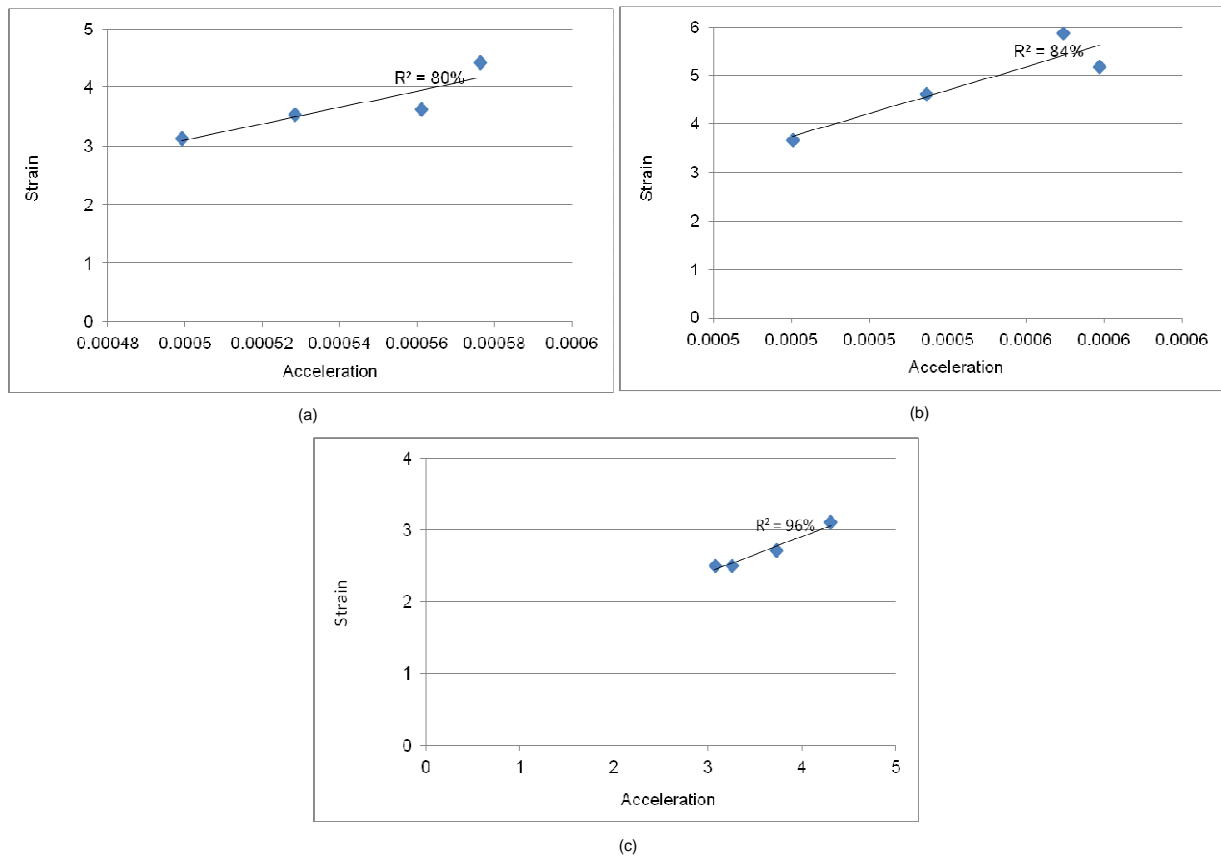 5
4
3
2
1
0
R² = 80%
Strain
0.00048 0.0005 0.00052 0.00054 0.00056 0.00058 0.0006
Acceleration
(a)
6
5
4
3
2
1
0
R² = 84%
Strain
0.0005 0.0005 0.0005 0.0005 0.0006 0.0006 0.0006
Acceleration
(b)
4
3
2
1
0
R² = 96%
Strain
0 1 2 3 4 5
Acceleration
(c)